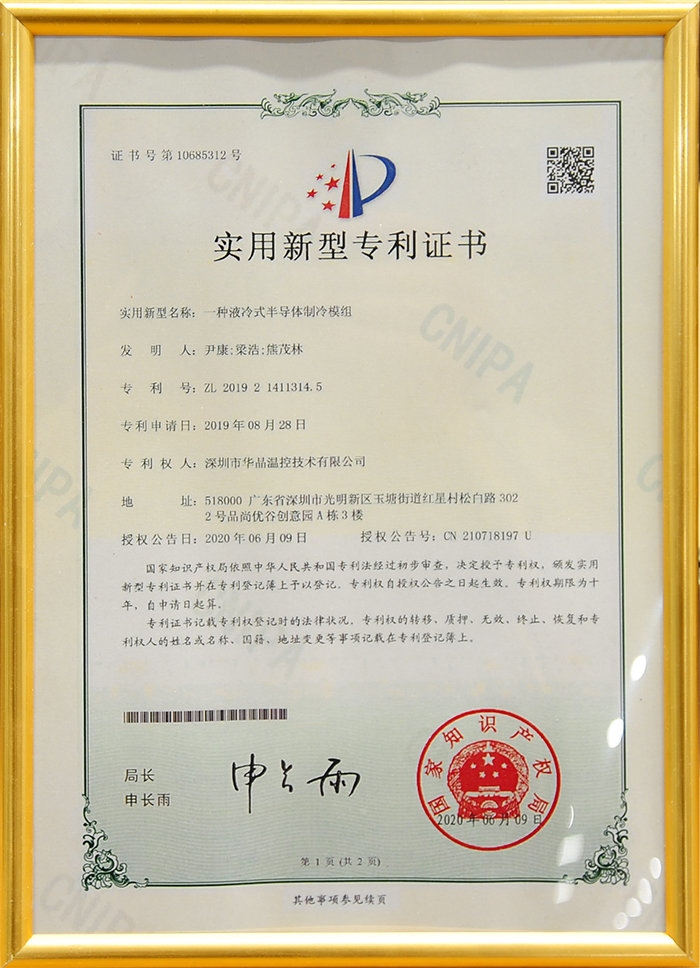 证书号第10685312号
实用新型专利证书
实用新型名称：一种液冷式半导体制冷模组
发明人：尹康;梁浩;熊茂林
专利号：ZL 2019 2 1411314.5
专利申请日：2019年08月28日
专利权人：深圳市华品温控技术有限公司
地址：518000 广东省深圳市光明新区玉塘街道红星村松白路302
2号品尚优谷创意园A栋3楼
授权公告日：2020年06月09日 授权公告号：CN 210718197 U
国家知识产权局依照中华人民共和国专利法经过初步审查，决定授予专利权，颁发实用
新型专利证书并在专利登记簿上予以登记。专利权自授权公告之日起生效。专利权期限为十
年，自申请日起算。
专利证书记载专利权登记时的法律状况。专利权的转移、质押、无效、终止、恢复和专
利权人的姓名或名称、国籍、地址变更等事项记载在专利登记簿上。
局长
申长雨
申长雨
国家知识产权局
2020年06月09日
第1页(共2页)
其他事项参见续页
CNIPA
CNIPA
CNIPA
CNIPA